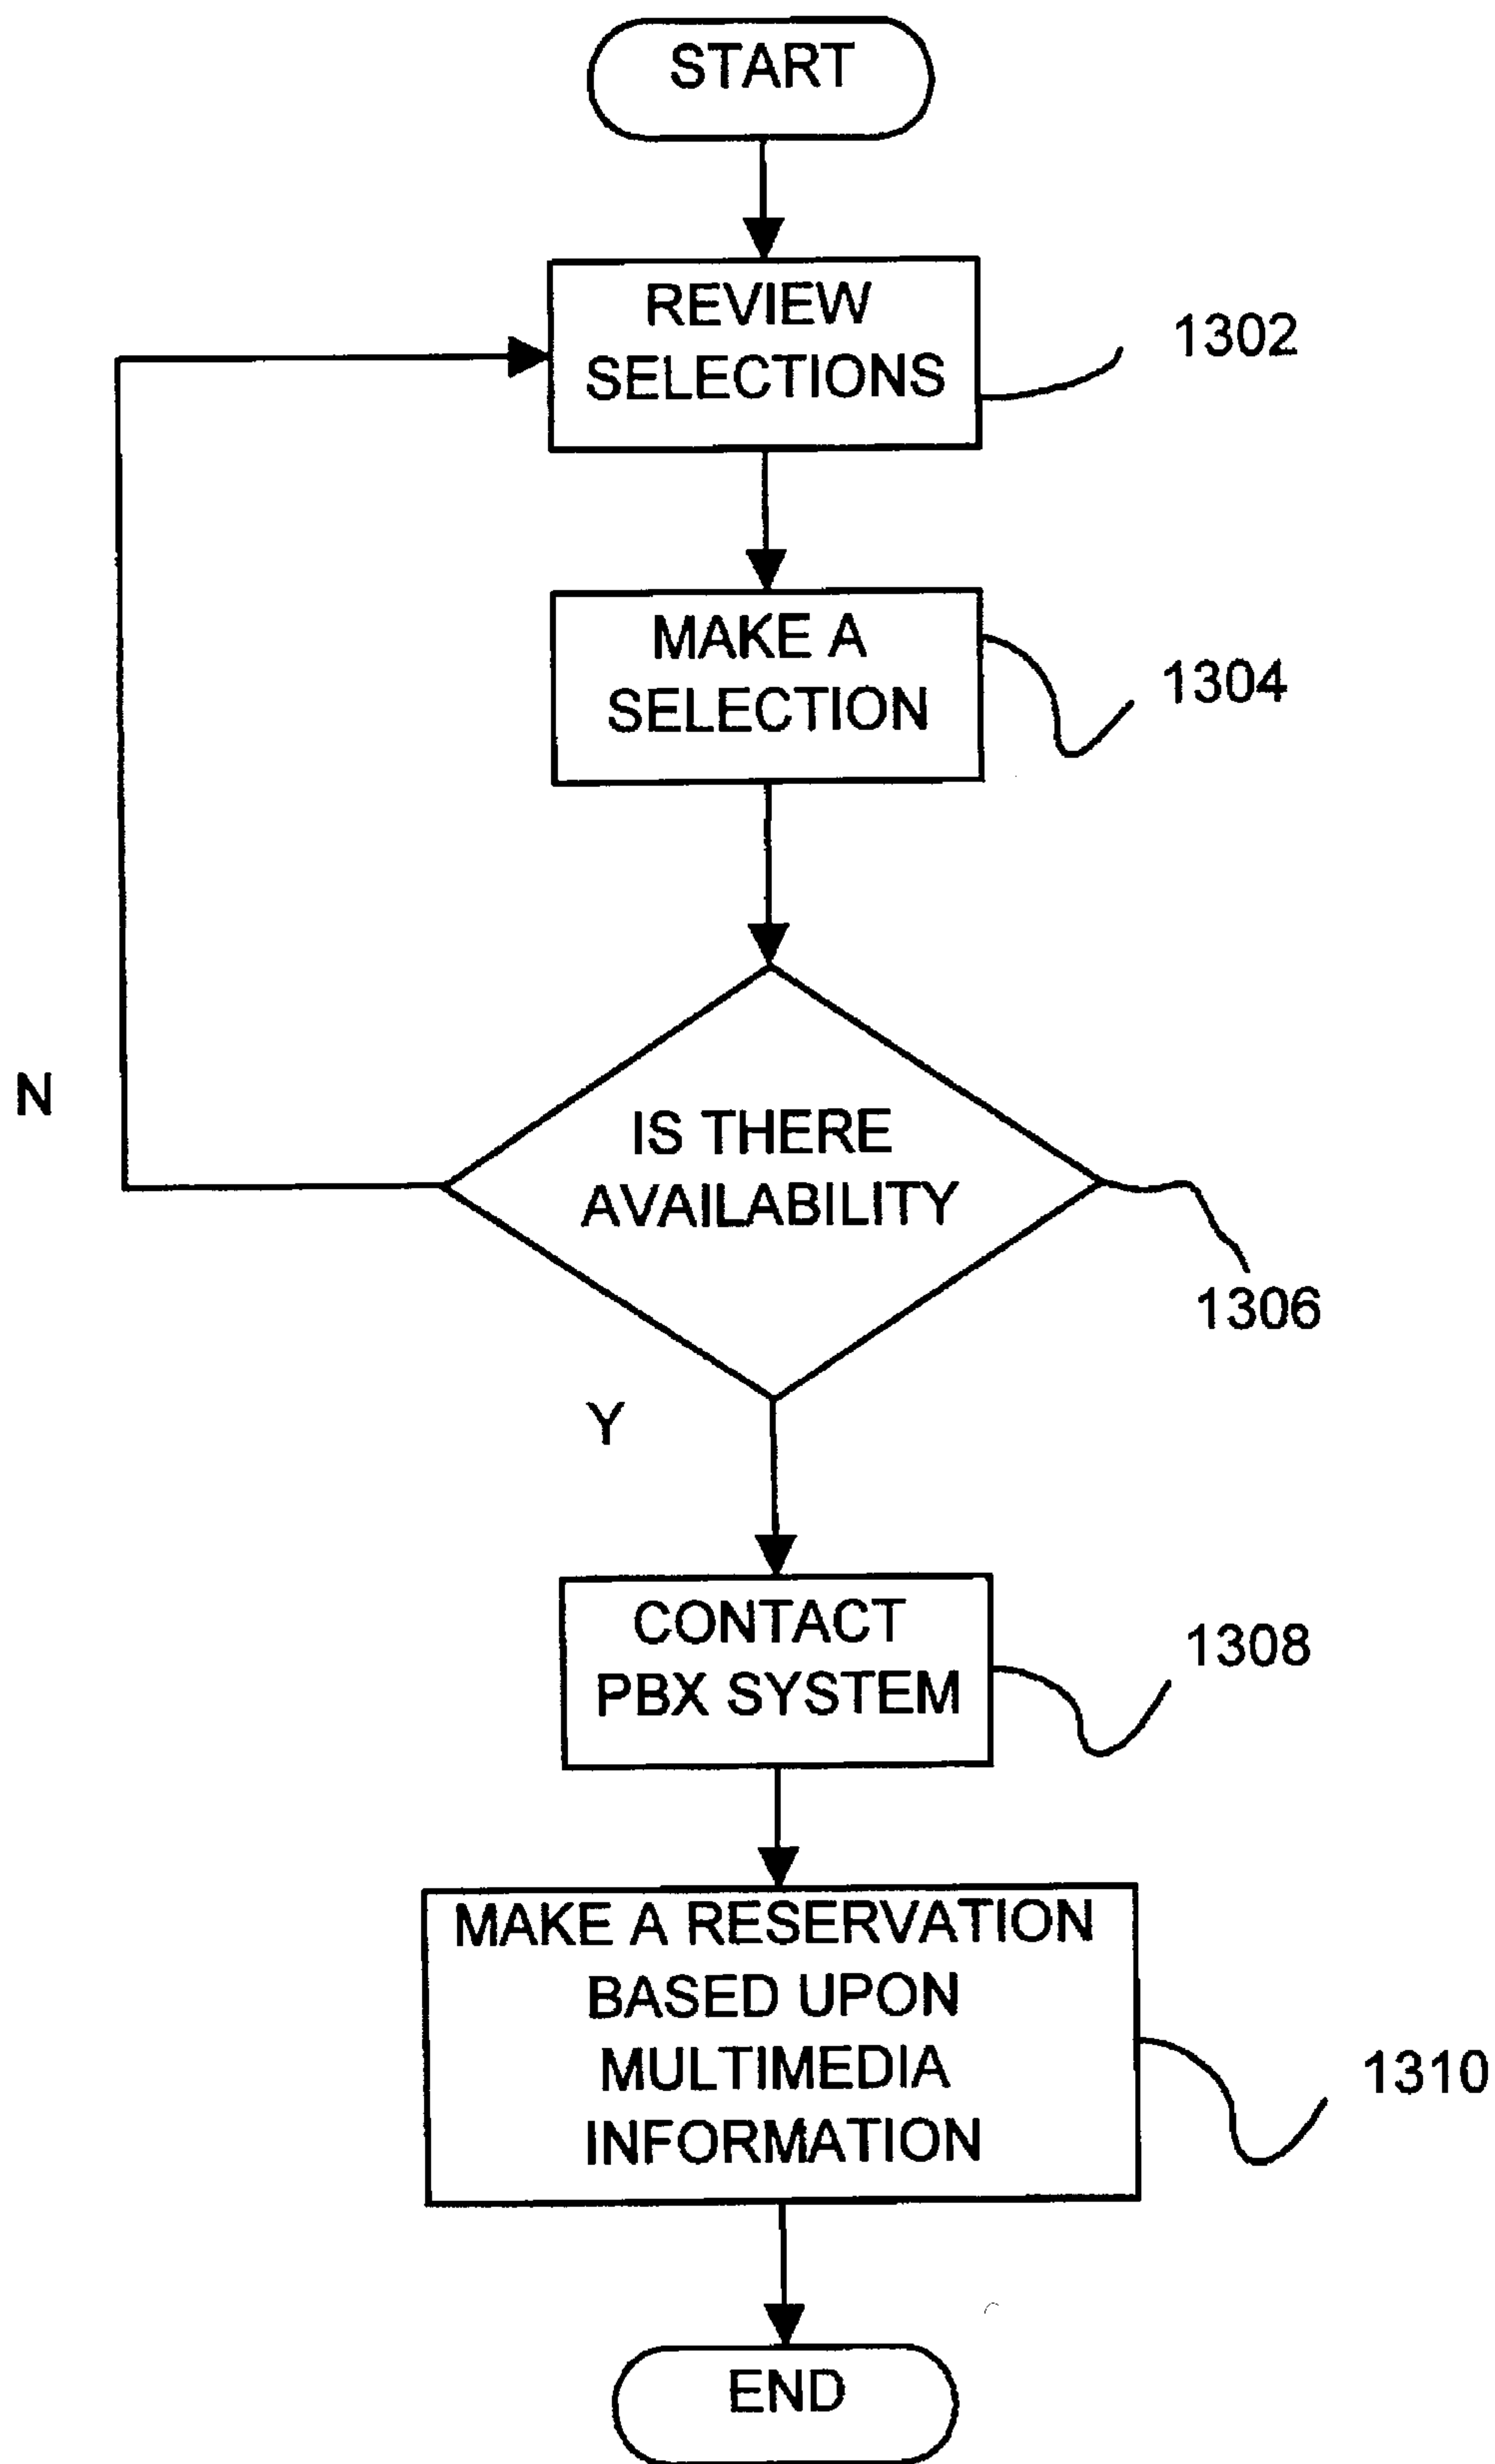 START
REVIEW
SELECTIONS
1302
MAKE A
SELECTION
1304
N
IS THERE
AVAILABILITY
1306
Y
CONTACT
PBX SYSTEM
1308
MAKE A RESERVATION
BASED UPON
MULTIMEDIA
INFORMATION
1310
END